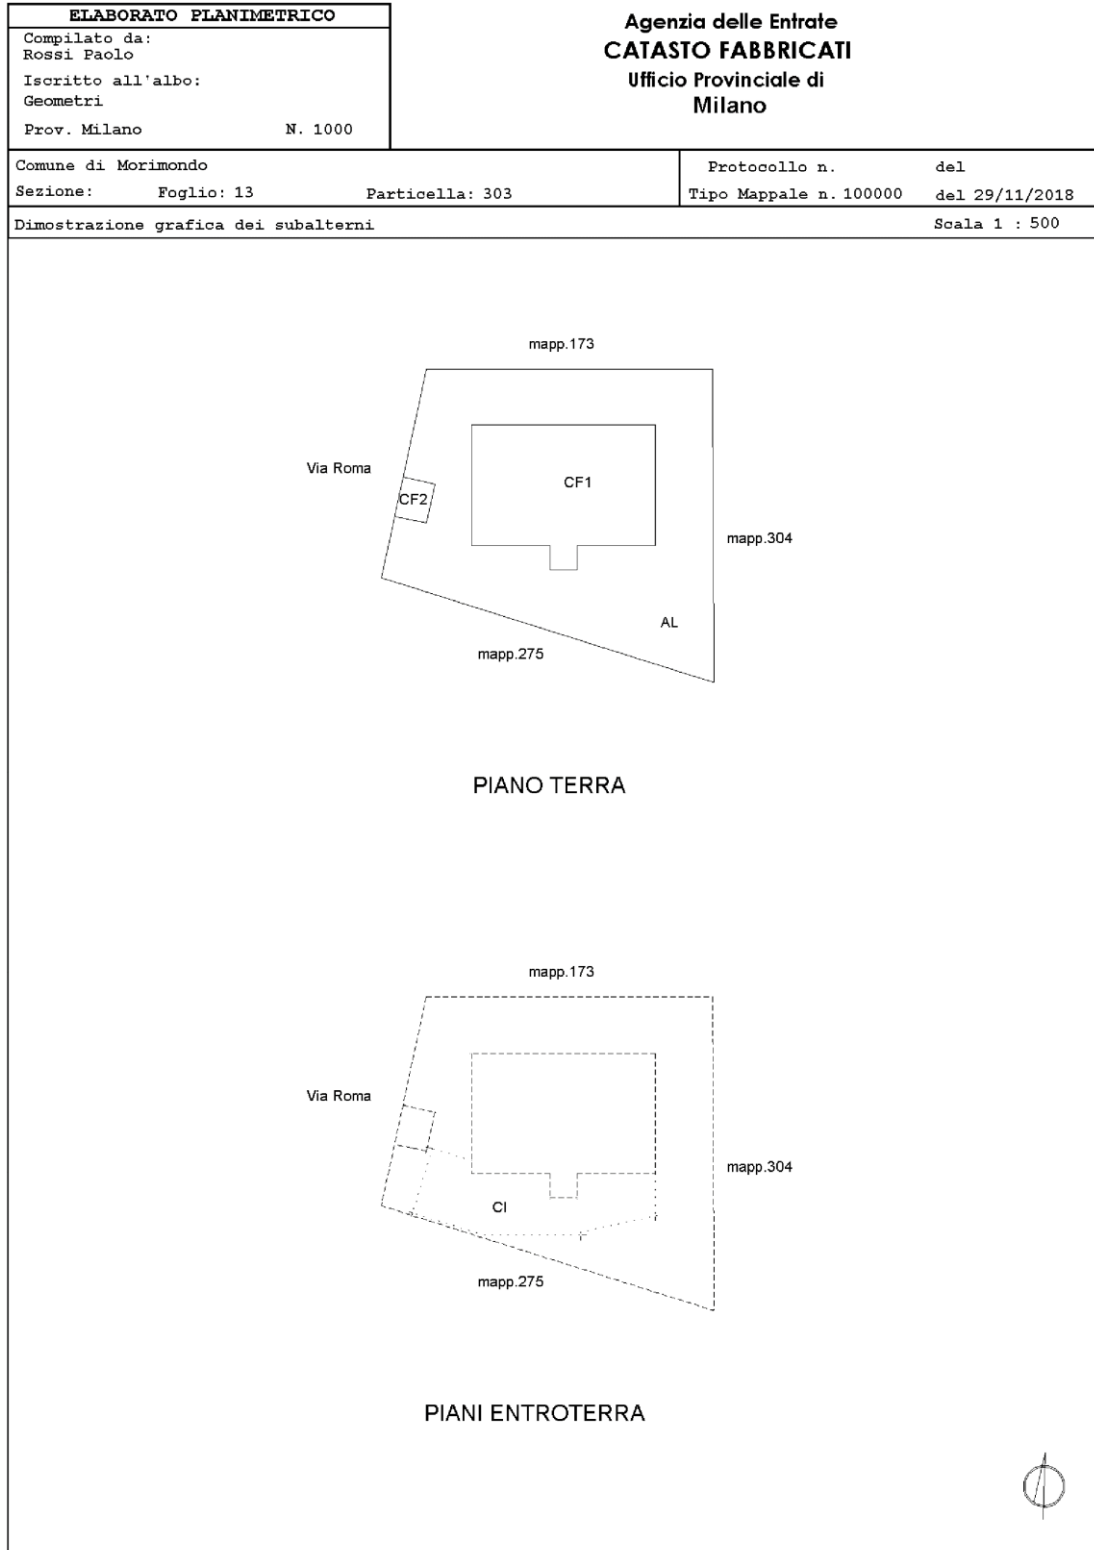 ELABORATO PLANIMETRICO
Compilato da:
Rossi Paolo
Iscritto all'albo:
Geometri
Prov. Milano N. 1000
Agenzia delle Entrate
CATASTO FABBRICATI
Ufficio Provinciale di
Milano
Comune di Morimondo
Sezione: Foglio: 13 Particella: 303
Protocollo n. del
Tipo Mappale n. 100000 del 29/11/2018
Dimostrazione grafica dei subalterni Scala 1 : 500
mapp.173
Via Roma
CF1
CF2
mapp.304
AL
mapp.275
PIANO TERRA
mapp.173
Via Roma
mapp.304
CI
mapp.275
PIANI ENTROTERRA